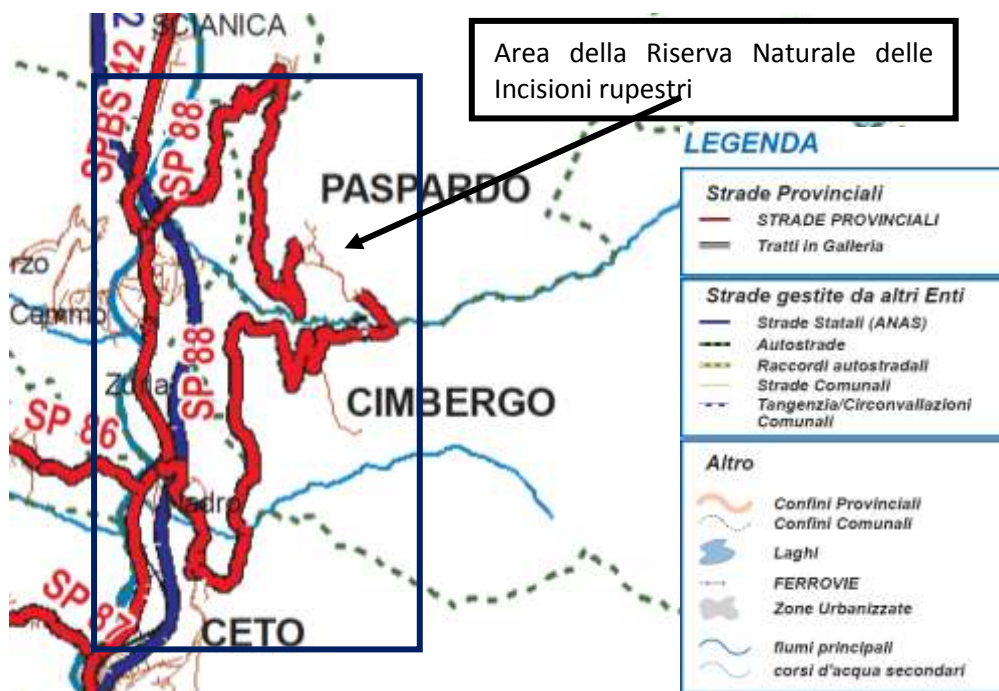 SCIANICA
Area della Riserva Naturale delle
Incisioni rupestri
SPBS 42
2
SP 88
PASPARDO
rzo
Cemmo
Zurla
SP 88
CIMBERGO
SP 86
Nadro
SP 87
CETO
LEGENDA
Strade Provinciali
STRADE PROVINCIALI
Tratti in Galleria
Strade gestite da altri Enti
Strade Statali (ANAS)
Autostrade
Raccordi autostradali
Strade Comunali
Tangenzia/Circonvallazioni
Comunali
Altro
Confini Provinciali
Confini Comunali
Laghi
FERROVIE
Zone Urbanizzate
fiumi principali
corsi d'acqua secondari